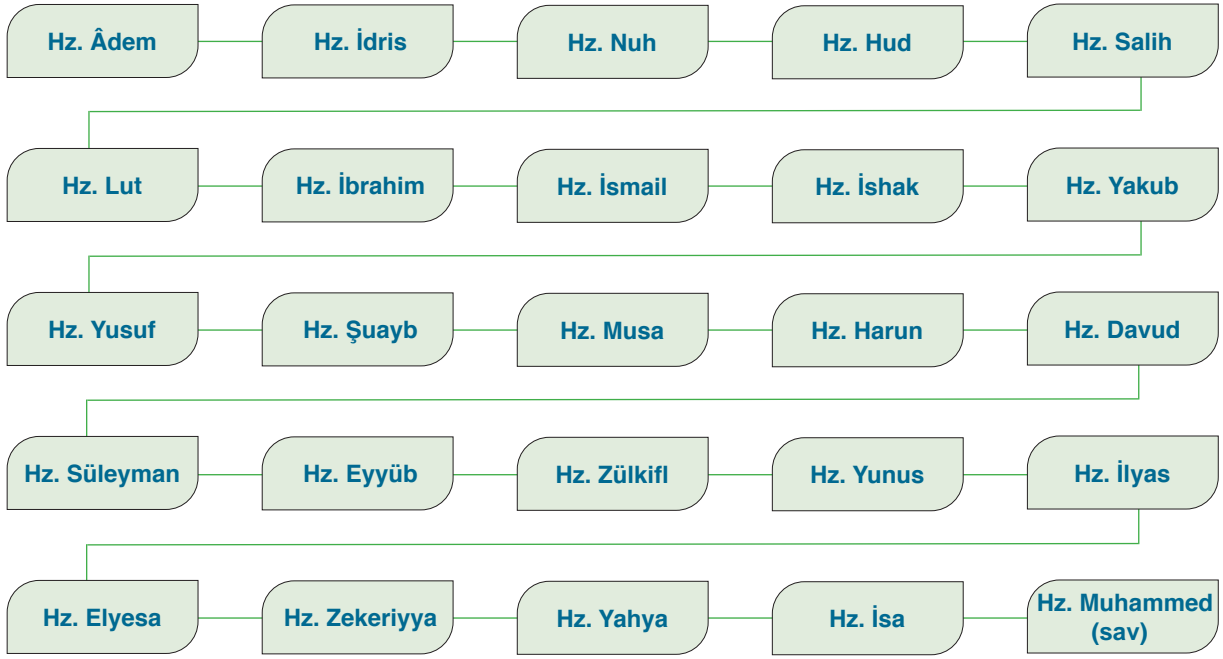 Hz. Âdem
Hz. İdris
Hz. Nuh
Hz. Hud
Hz. Salih
Hz. Lut
Hz. İbrahim
Hz. İsmail
Hz. İshak
Hz. Yakub
Hz. Yusuf
Hz. Şuayb
Hz. Musa
Hz. Harun
Hz. Davud
Hz. Süleyman
Hz. Eyyüb
Hz. Zülkifl
Hz. Yunus
Hz. İlyas
Hz. Elyesa
Hz. Zekeriyya
Hz. Yahya
Hz. İsa
Hz. Muhammed
(sav)